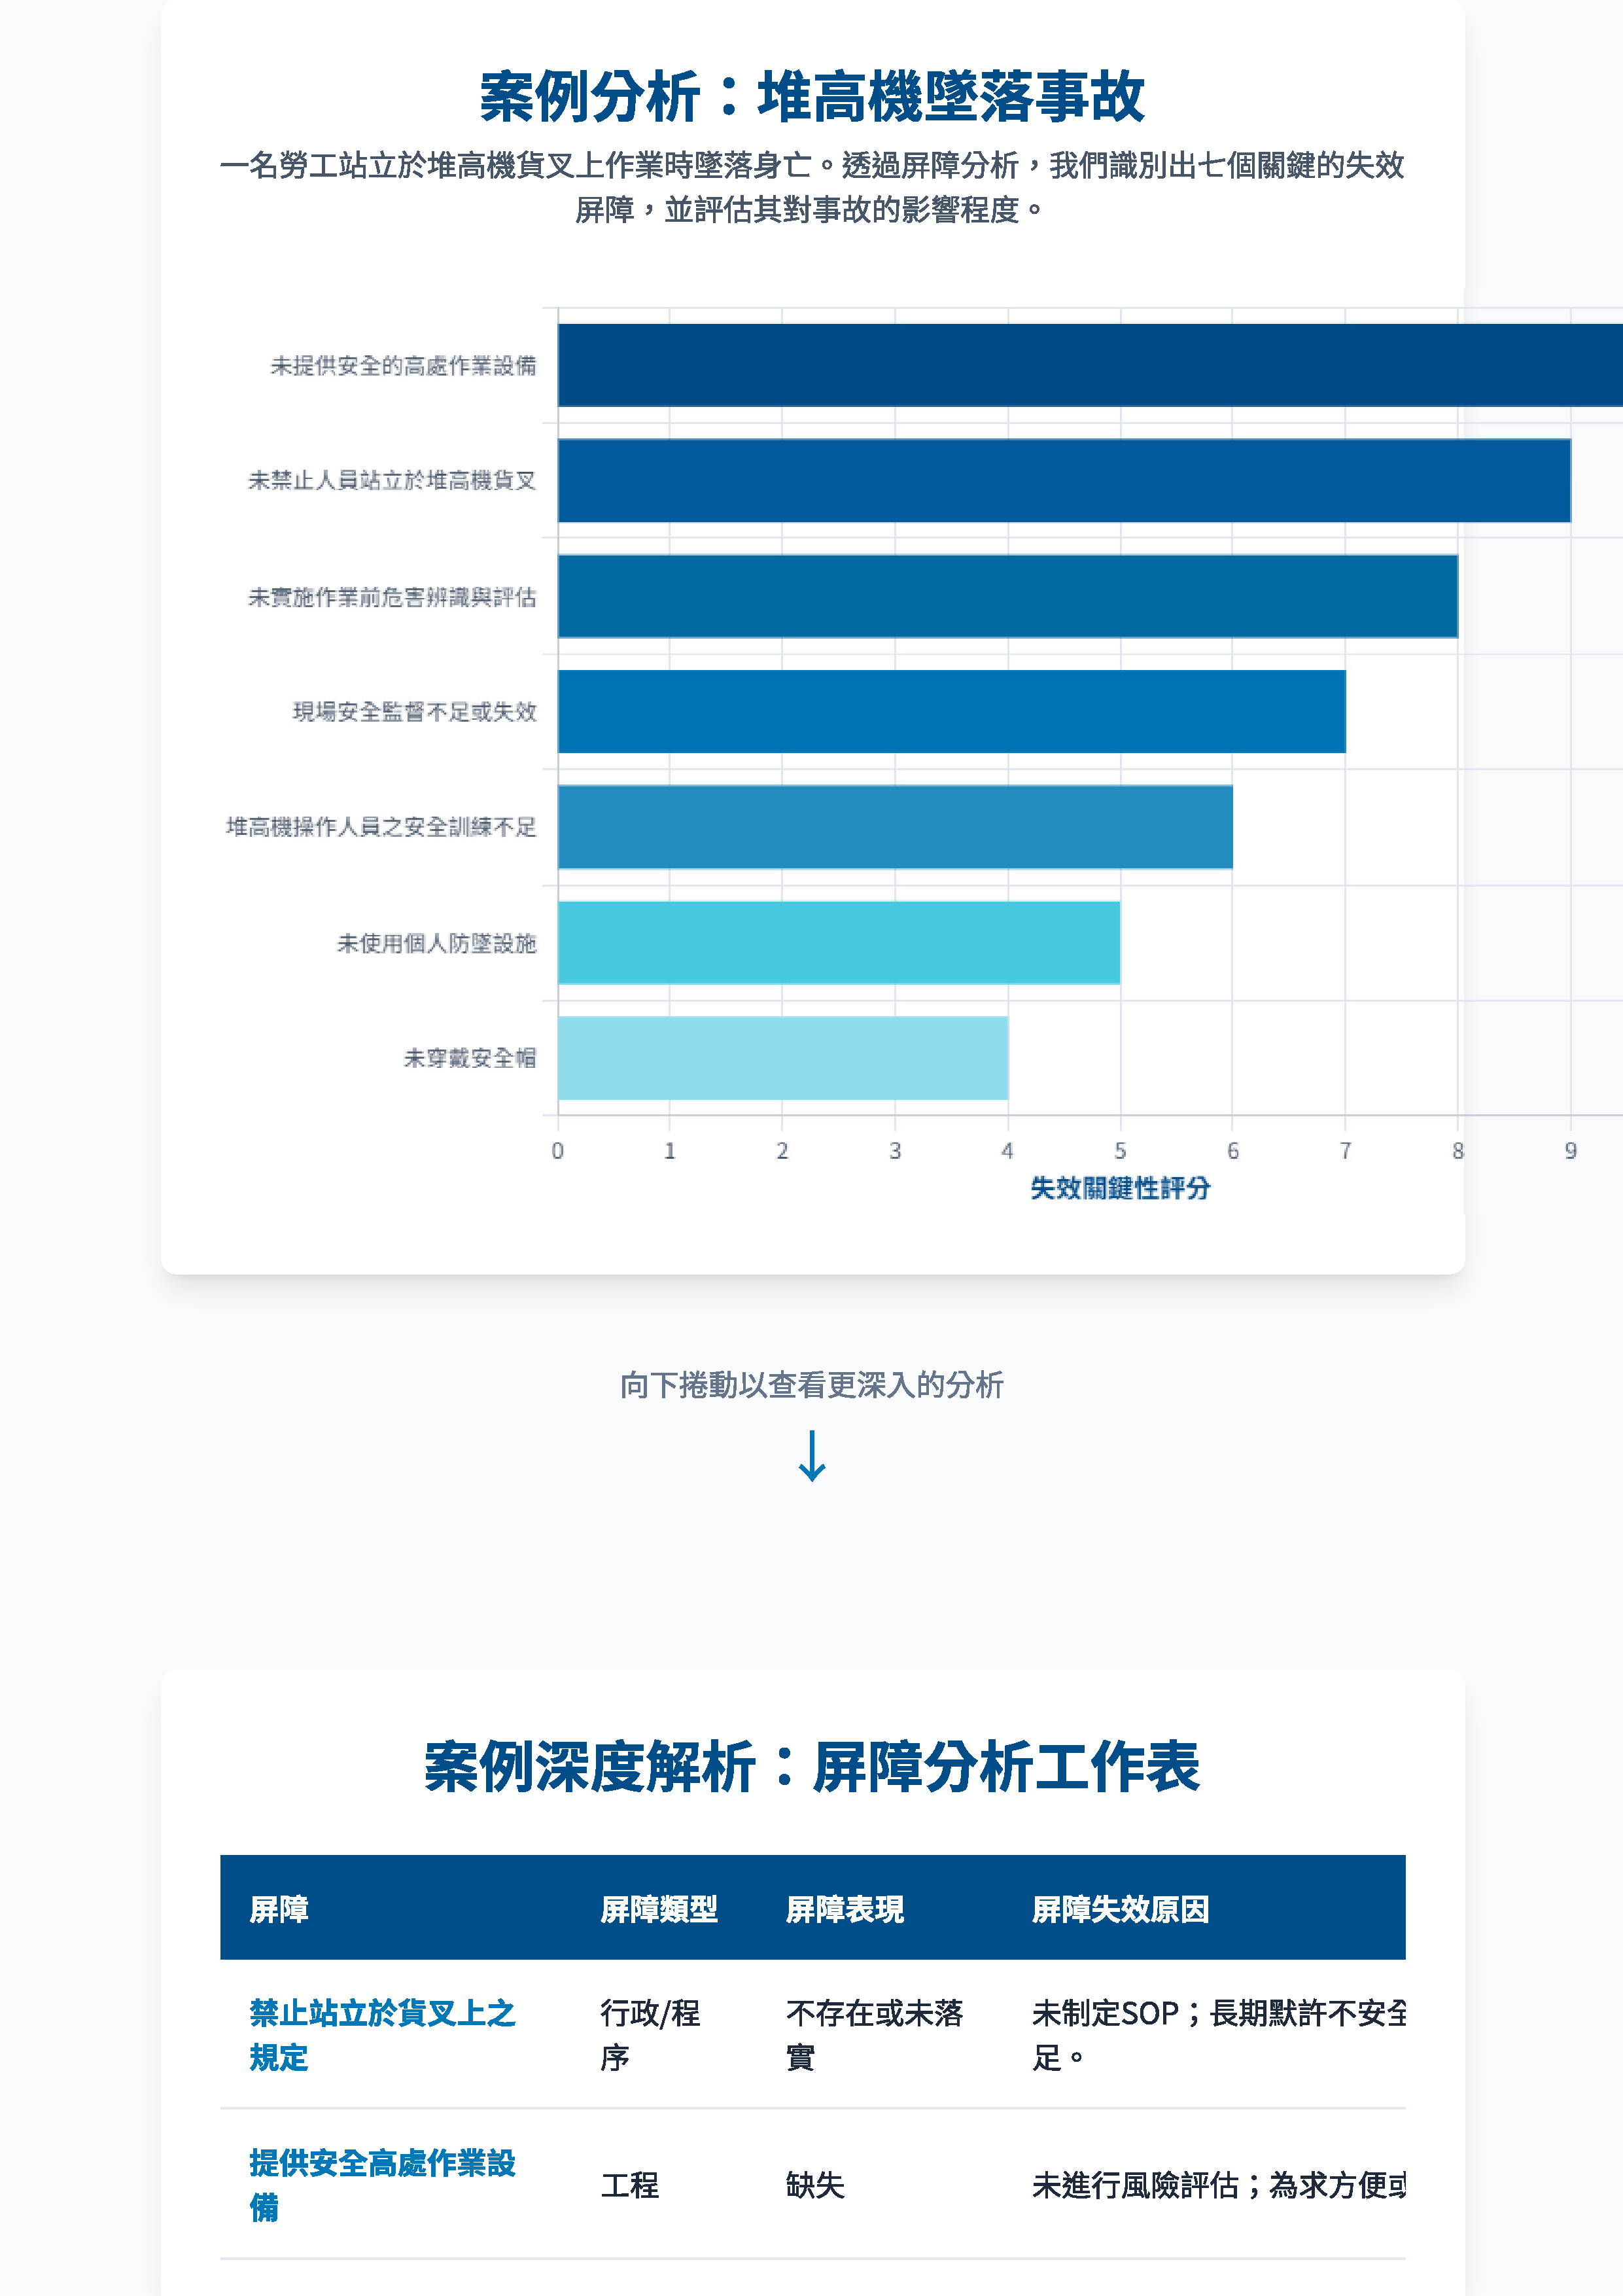 案例分析：堆高機墜落事故
一名勞工站立於堆高機貨叉上作業時墜落身亡。透過屏障分析，我們識別出七個關鍵的失效
屏障，並評估其對事故的影響程度。
未提供安全的高處作業設備
未禁止人員站立於堆高機貨叉
未實施作業前危害辨識與評估
現場安全監督不足或失效
堆高機操作人員之安全訓練不足
未使用個人防墜設施
未穿戴安全帽
0 1 2 3 4 5 6 7 8 9
失效關鍵性評分
向下捲動以查看更深入的分析
↓
案例深度解析：屏障分析工作表
屏障 屏障類型 屏障表現 屏障失效原因
禁止站立於貨叉上之 行政/程 不存在或未落 未制定SOP；長期默許不安全
規定 序 實 足。
提供安全高處作業設
備 工程 缺失 未進行風險評估；為求方便或